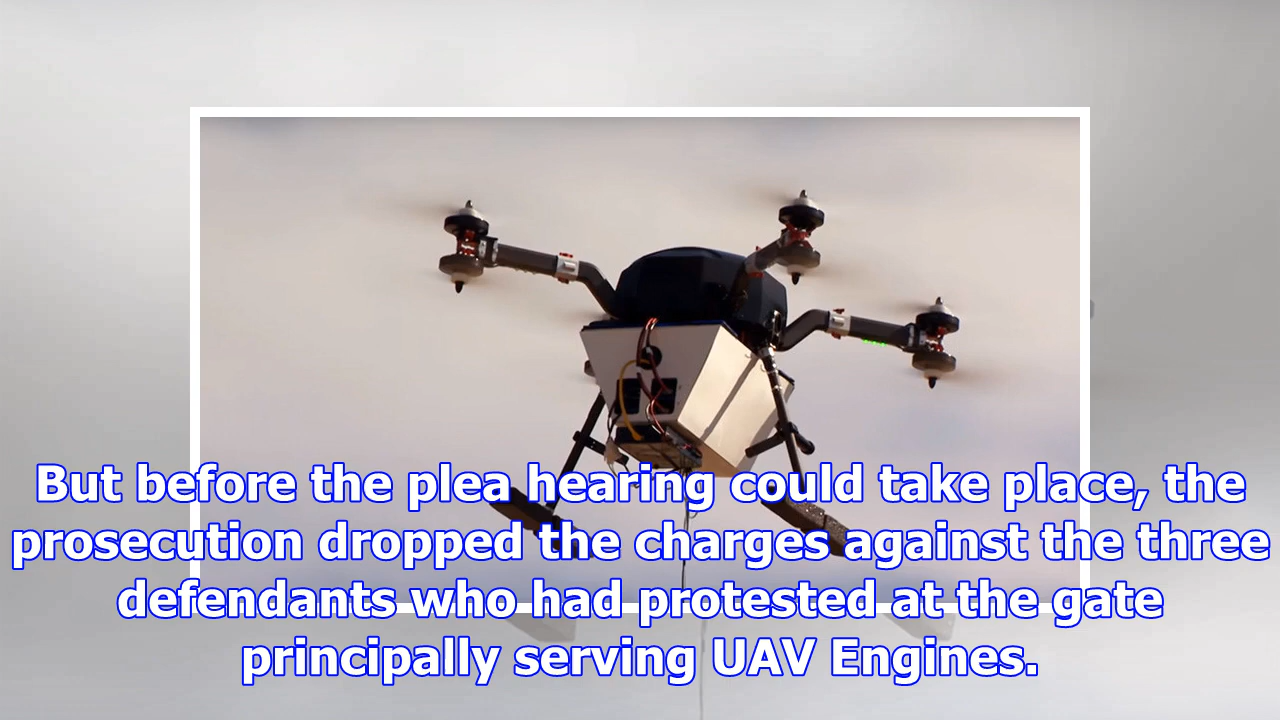 But before the plea hearing could take place, the
prosecution dropped the charges against the three
defendants who had protested at the gate
principally serving UAV Engines.